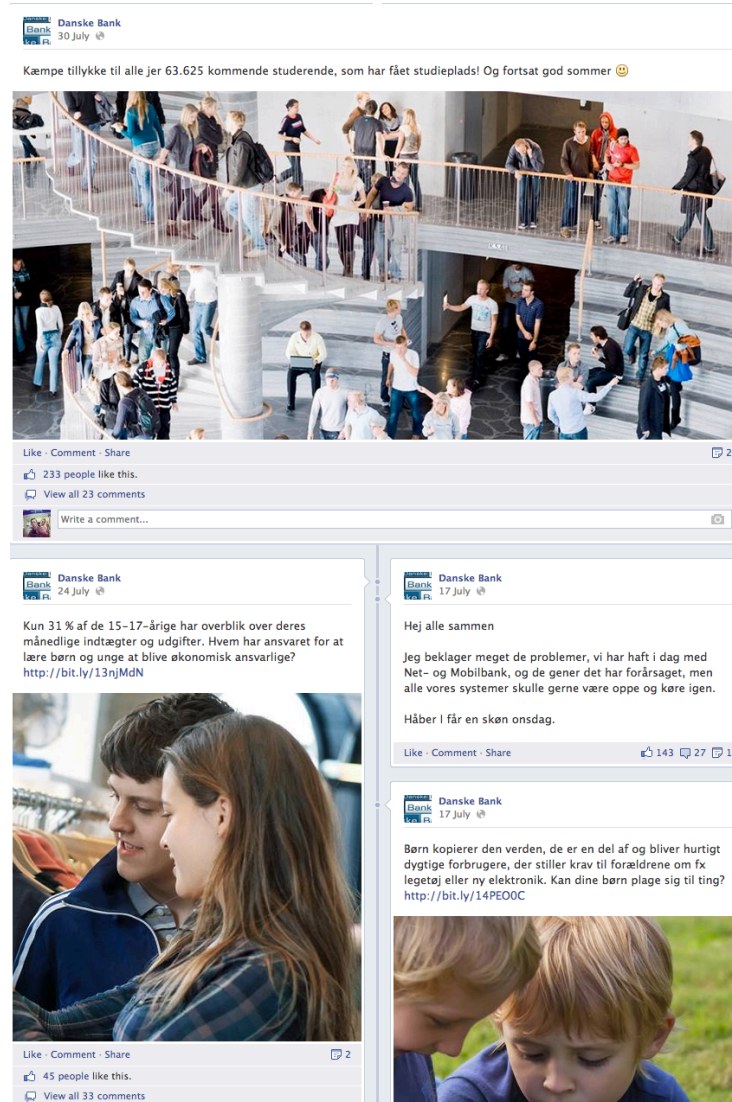 Danske Bank
30 July
Kæmpe tillykke til alle jer 63.625 kommende studerende, som har fået studieplads! Og fortsat god sommer
Like · Comment · Share
2
233 people like this.
View all 23 comments
Write a comment...
Danske Bank
24 July
Kun 31 % af de 15-17-årige har overblik over deres
månedlige indtægter og udgifter. Hvem har ansvaret for at
lære børn og unge at blive økonomisk ansvarlige?
http://bit.ly/13njMdN
Like · Comment · Share
2
45 people like this.
View all 33 comments
Danske Bank
17 July
Hej alle sammen
Jeg beklager meget de problemer, vi har haft i dag med
Net- og Mobilbank, og de gener det har forårsaget, men
alle vores systemer skulle gerne være oppe og køre igen.
Håber I får en skøn onsdag.
Like · Comment · Share
143 27 1
Danske Bank
17 July
Børn kopierer den verden, de er en del af og bliver hurtigt
dygtige forbrugere, der stiller krav til forældrene om fx
legetøj eller ny elektronik. Kan dine børn plage sig til ting?
http://bit.ly/14PEO0C